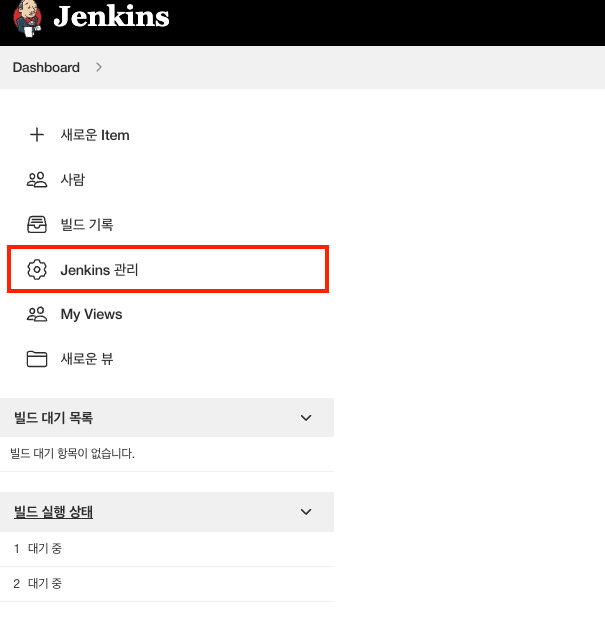 Jenkins
Dashboard
새로운 Item
사람
빌드 기록
Jenkins 관리
My Views
새로운 뷰
빌드 대기 목록
빌드 대기 항목이 없습니다.
빌드 실행 상태
1 대기 중
2 대기 중